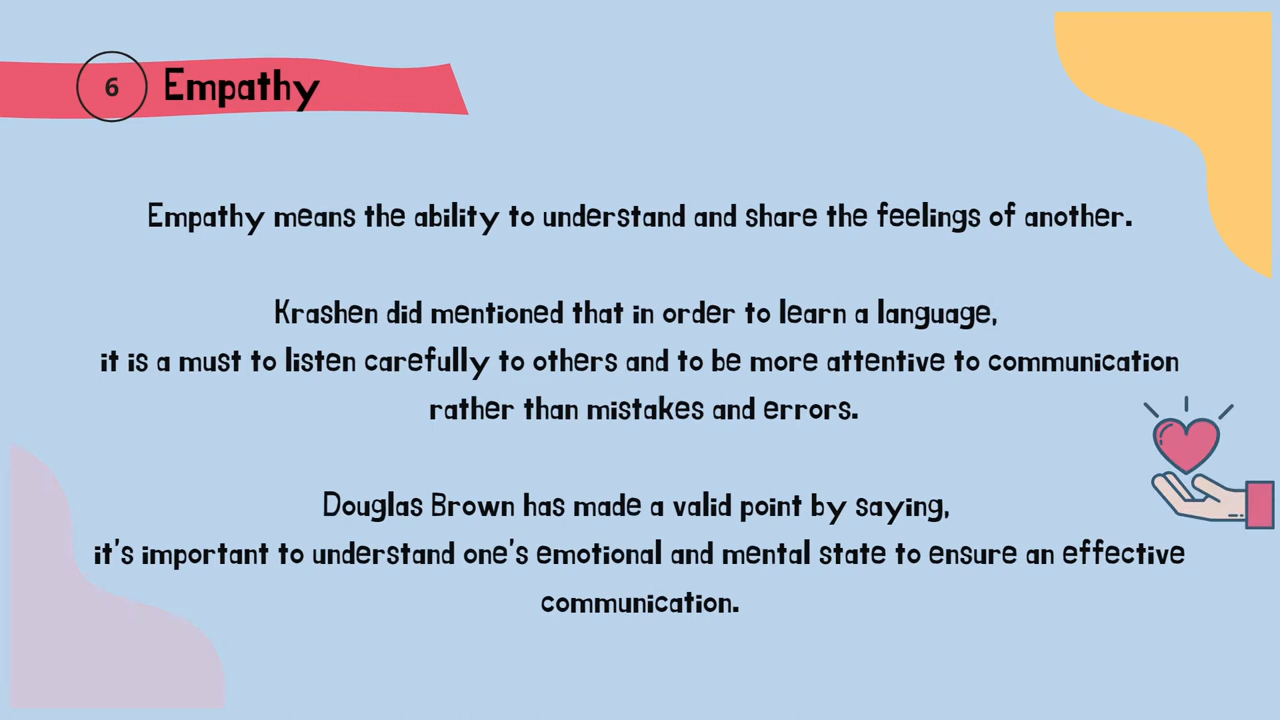 6 Empathy
Empathy means the ability to understand and share the feelings of another.
Krashen did mentioned that in order to learn a language,
it is a must to listen carefully to others and to be more attentive to communication
rather than mistakes and errors.
Douglas Brown has made a valid point by saying,
it's important to understand one's emotional and mental state to ensure an effective
communication.